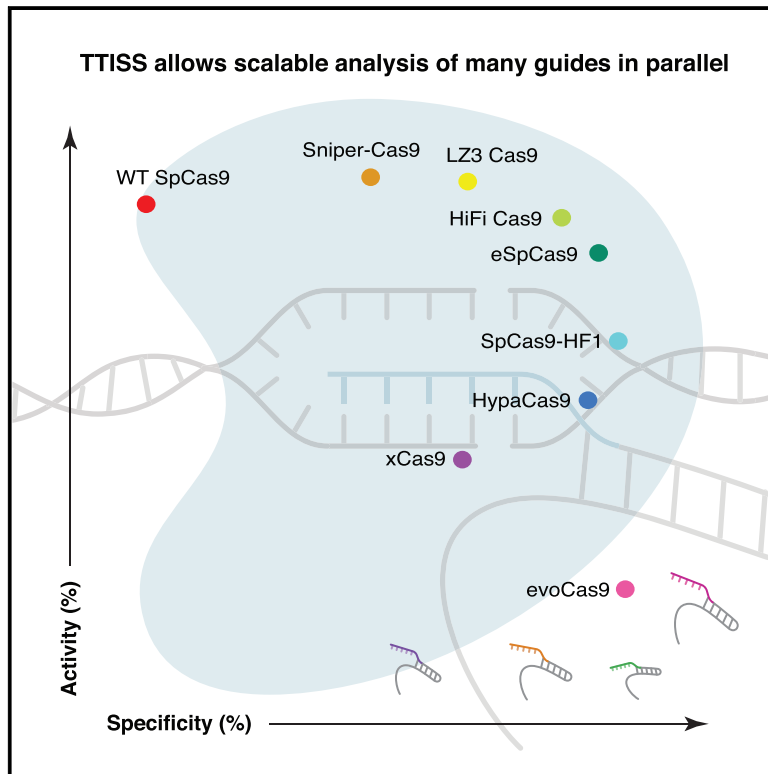 TTISS allows scalable analysis of many guides in parallel
Sniper-Cas9
LZ3 Cas9
WT SpCas9
HiFi Cas9
eSpCas9
SpCas9-HF1
HypaCas9
xCas9
evoCas9
Activity (%)
Specificity (%)